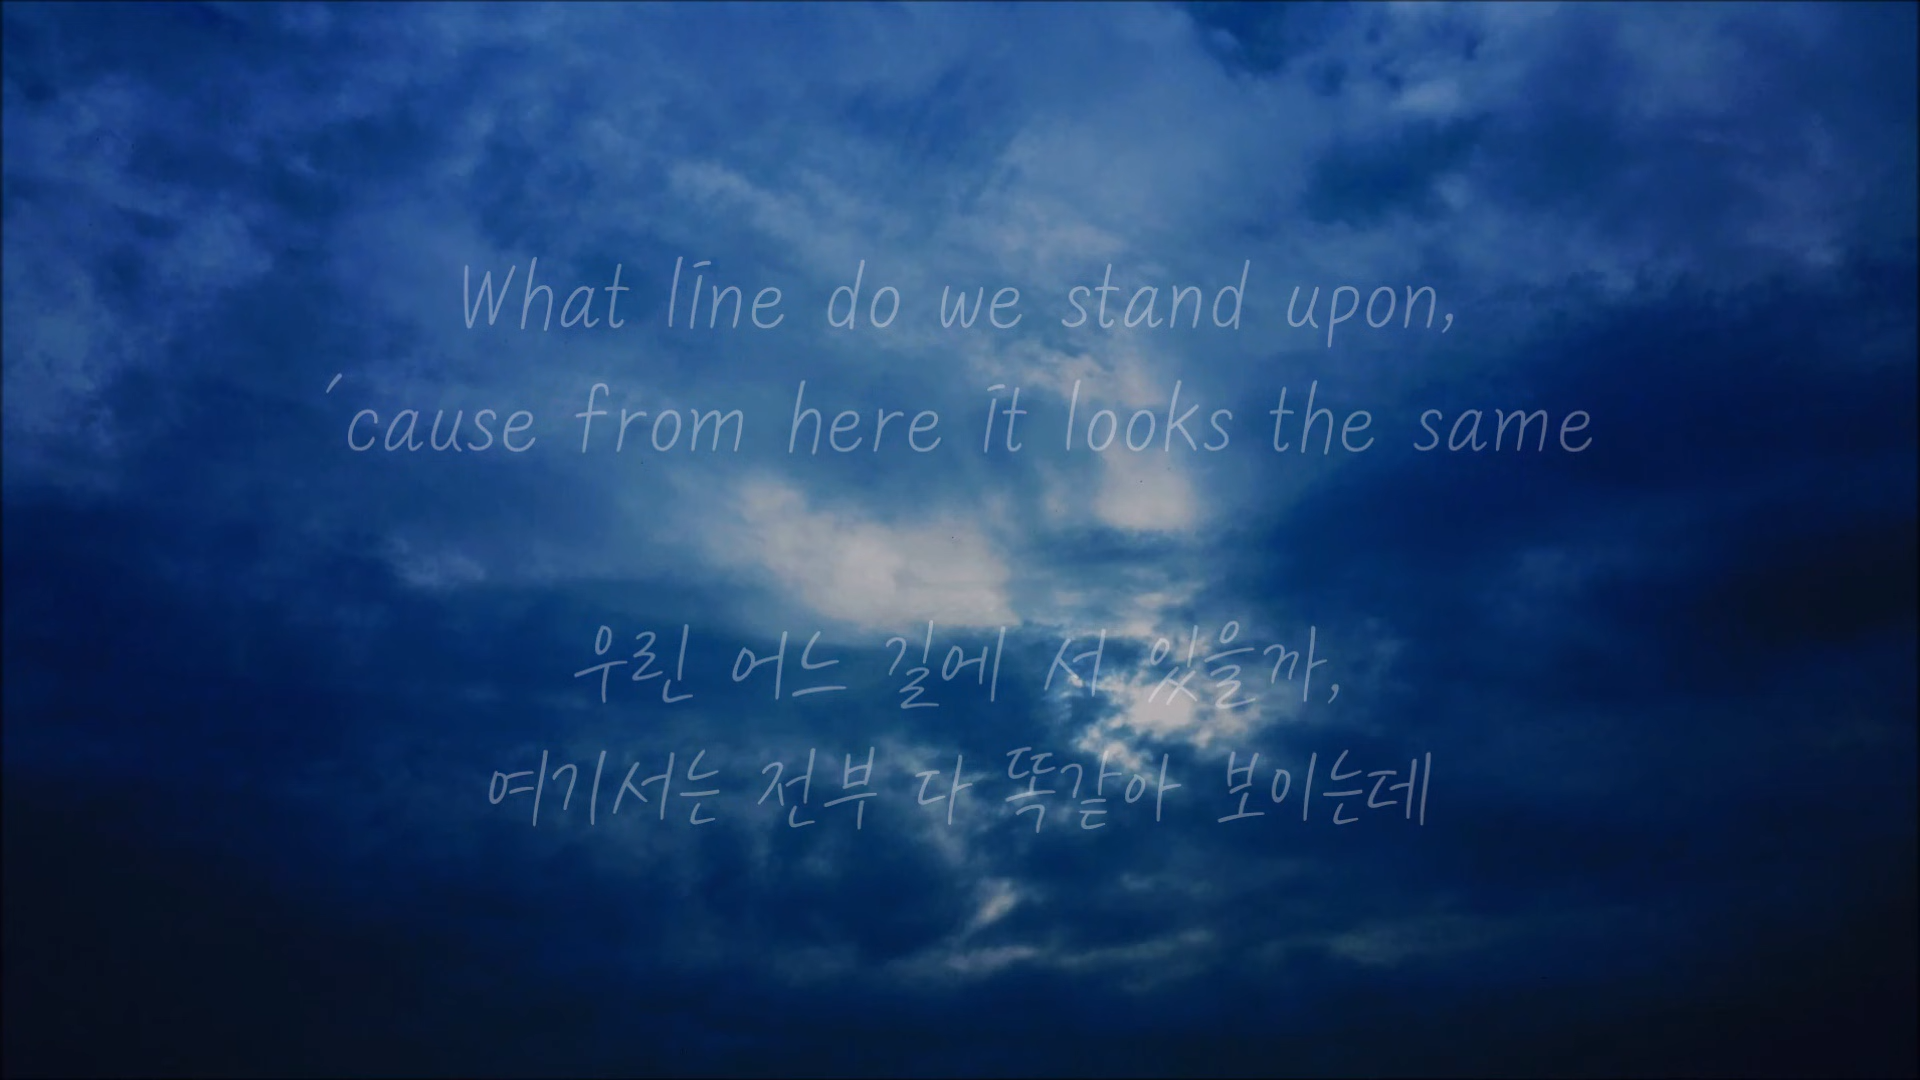 What line do we stand upon,
'cause from here it looks the same
우린 어느 길에 서 있을까,
여기서는 전부 다 똑같아 보이는데